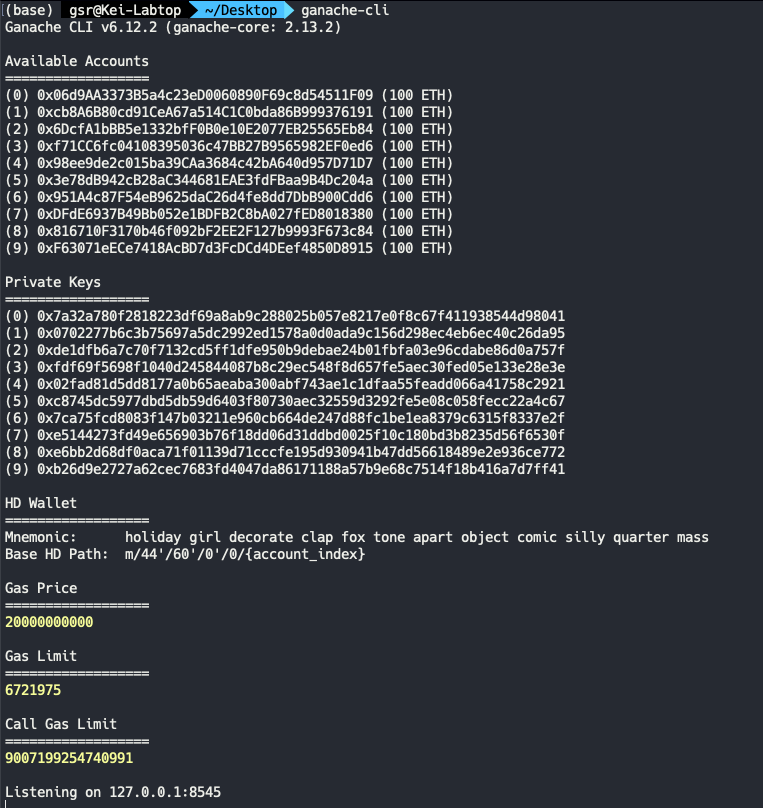 (base) gsr@Kei-Labtop ~/Desktop ganache-cli
Ganache CLI v6.12.2 (ganache-core: 2.13.2)
Available Accounts
==================
(0) 0x06d9AA3373B5a4c23eD0060890F69c8d54511F09 (100 ETH)
(1) 0xcb8A6B80cd91CeA67a514C1C0bda86B999376191 (100 ETH)
(2) 0x6DcfA1bBB5e1332bfF0B0e10E2077EB25565Eb84 (100 ETH)
(3) 0xf71CC6fc04108395036c47BB27B9565982EF0ed6 (100 ETH)
(4) 0x98ee9de2c015ba39CAa3684c42bA640d957D71D7 (100 ETH)
(5) 0x3e78dB942cB28aC344681EAE3fdFBaa9B4Dc204a (100 ETH)
(6) 0x951A4c87F54eB9625daC26d4fe8dd7DbB900Cdd6 (100 ETH)
(7) 0xDFdE6937B49Bb052e1BDFB2C8bA027fED8018380 (100 ETH)
(8) 0x816710F3170b46f092bF2EE2F127b9993F673c84 (100 ETH)
(9) 0xF63071eECe7418AcBD7d3FcDCd4DEef4850D8915 (100 ETH)
Private Keys
==================
(0) 0x7a32a780f2818223df69a8ab9c288025b057e8217e0f8c67f411938544d98041
(1) 0x0702277b6c3b75697a5dc2992ed1578a0d0ada9c156d298ec4eb6ec40c26da95
(2) 0xde1dfb6a7c70f7132cd5ff1dfe950b9debae24b01fbfa03e96cdabe86d0a757f
(3) 0xfdf69f5698f1040d245844087b8c29ec548f8d657fe5aec30fed05e133e28e3e
(4) 0x02fad81d5dd8177a0b65aeaba300abf743ae1c1dfaa55feadd066a41758c2921
(5) 0xc8745dc5977dbd5db59d6403f80730aec32559d3292fe5e08c058fecc22a4c67
(6) 0x7ca75fcd8083f147b03211e960cb664de247d88fc1be1ea8379c6315f8337e2f
(7) 0xe5144273fd49e656903b76f18dd06d31ddbd0025f10c180bd3b8235d56f6530f
(8) 0xe6bb2d68df0aca71f01139d71cccfe195d930941b47dd56618489e2e936ce772
(9) 0xb26d9e2727a62cec7683fd4047da86171188a57b9e68c7514f18b416a7d7ff41
HD Wallet
==================
Mnemonic:      holiday girl decorate clap fox tone apart object comic silly quarter mass
Base HD Path:  m/44'/60'/0'/0/{account_index}
Gas Price
==================
20000000000
Gas Limit
==================
6721975
Call Gas Limit
==================
9007199254740991
Listening on 127.0.0.1:8545